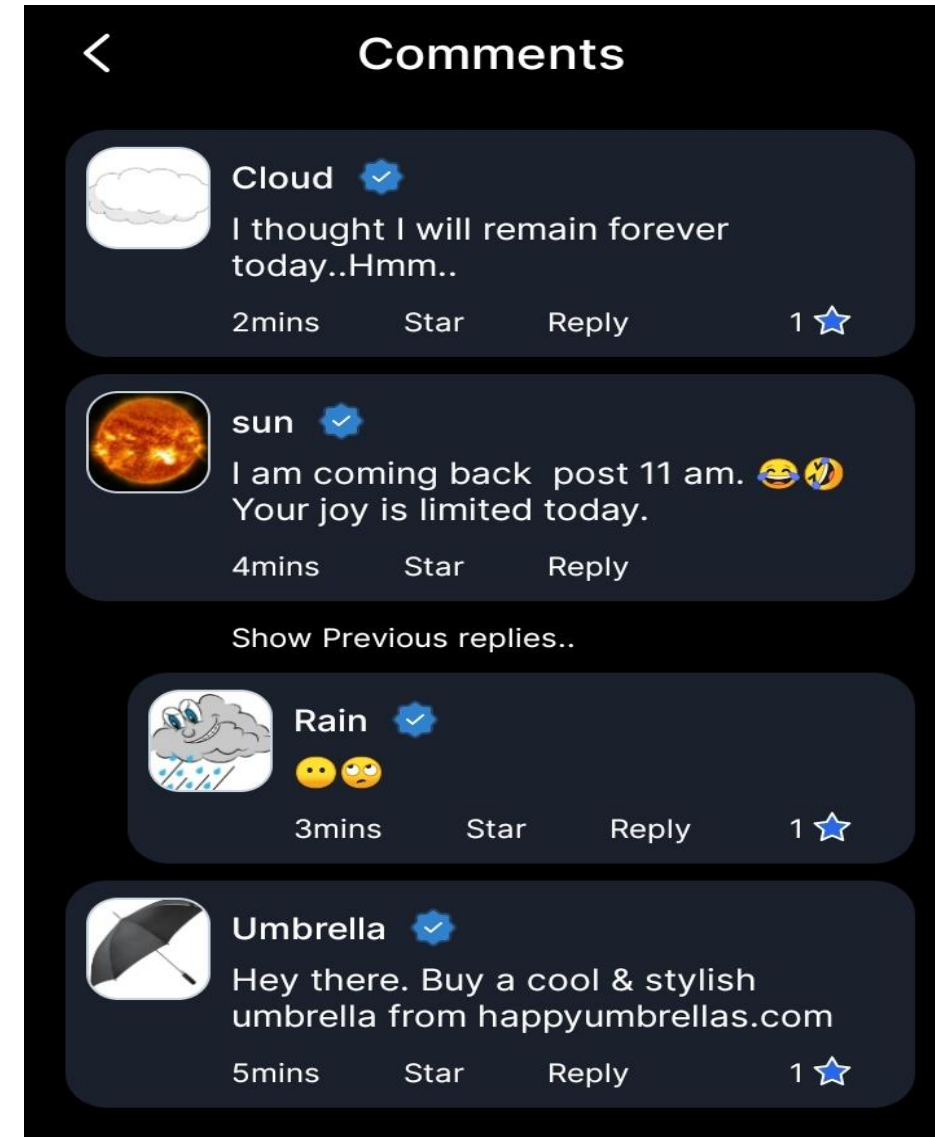 Comments
Cloud
I thought I will remain forever
today..Hmm..
2mins Star Reply 1
sun
I am coming back  post 11 am. 😂🤣
Your joy is limited today.
4mins Star Reply
Show Previous replies..
Rain
😶🙄
3mins Star Reply 1
Umbrella
Hey there. Buy a cool & stylish
umbrella from happyumbrellas.com
5mins Star Reply 1